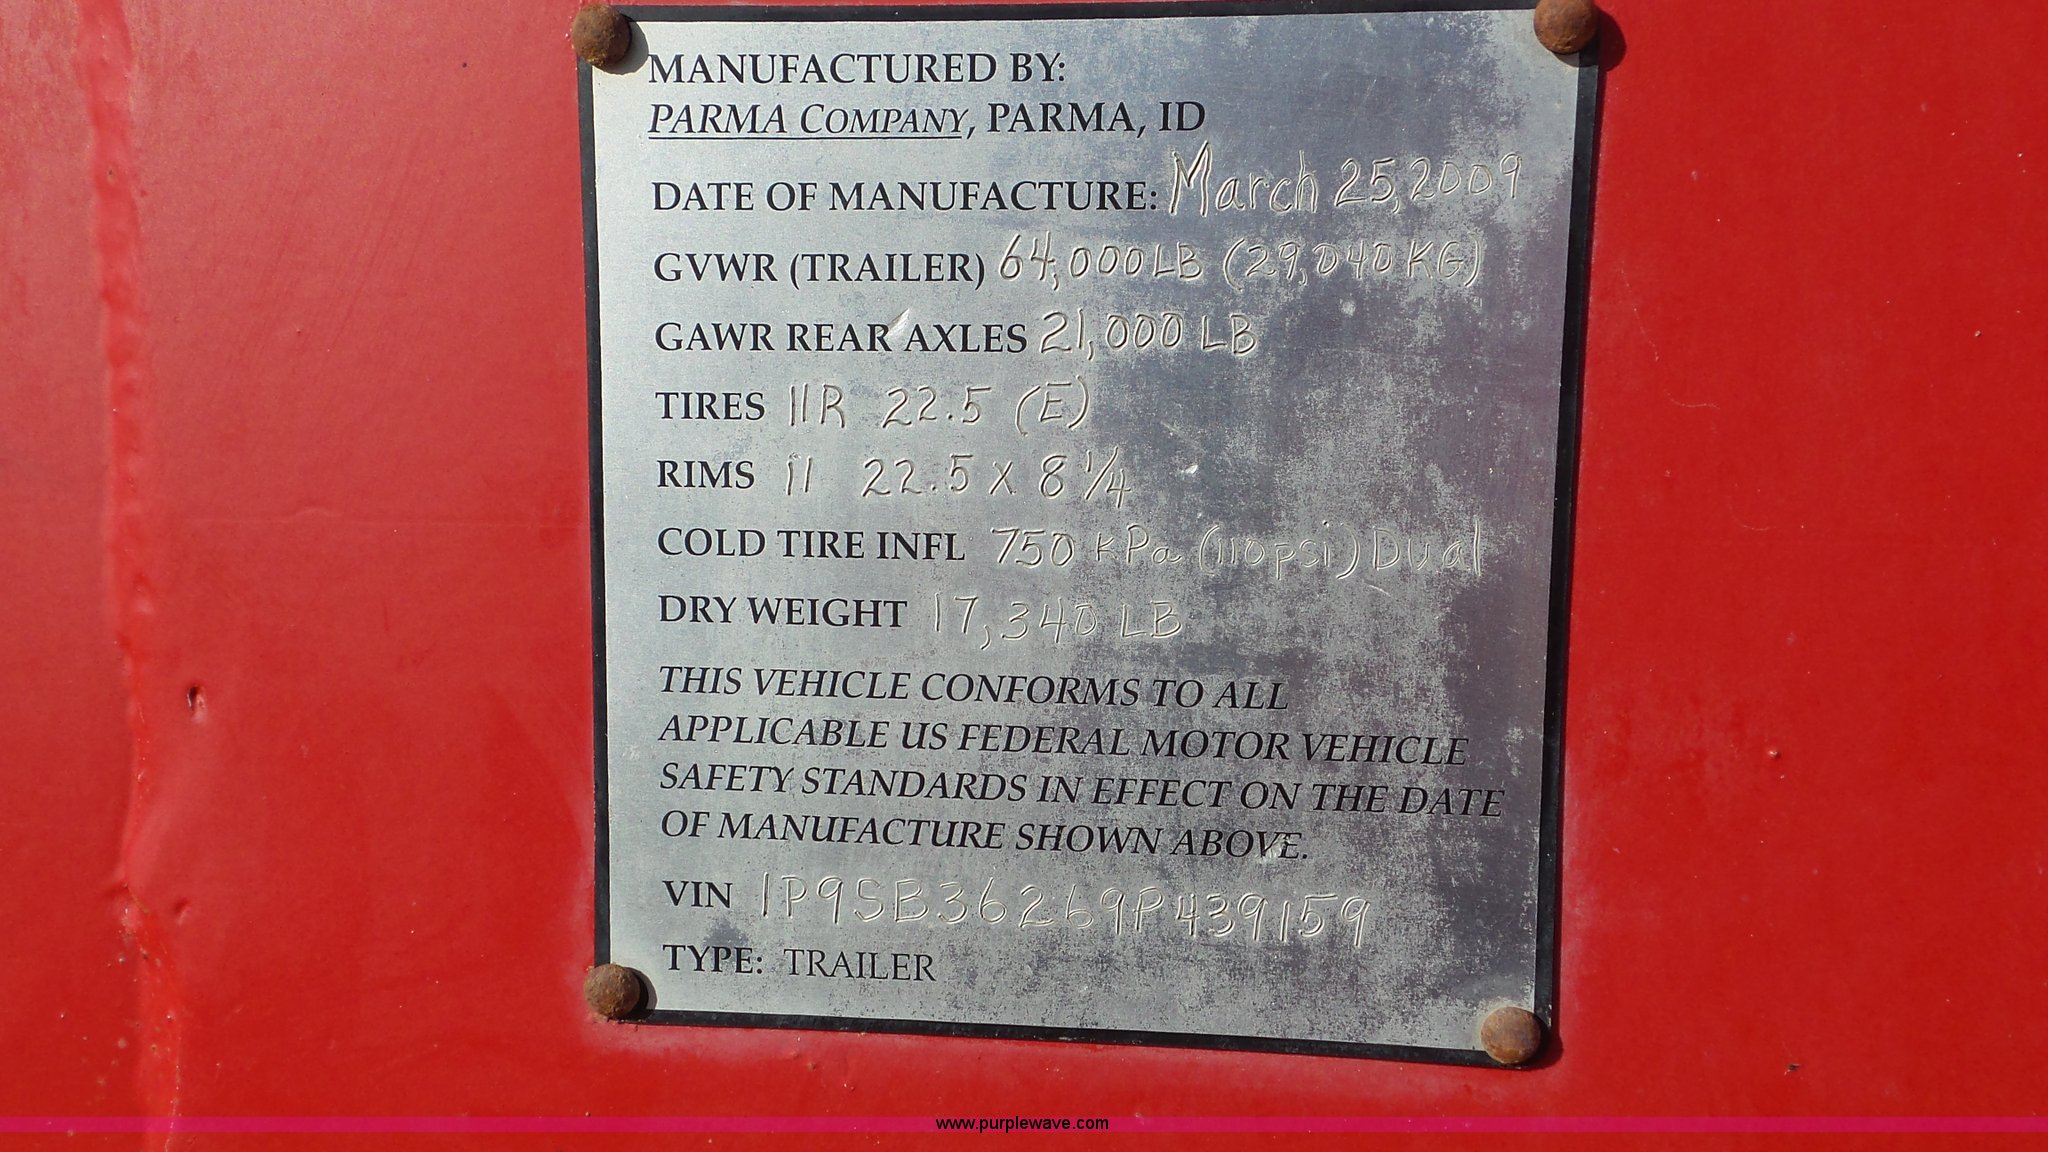 MANUFACTURED BY:
PARMA COMPANY, PARMA, ID
DATE OF MANUFACTURE: March 25, 2009
GVWR (TRAILER) 64,000 LB (29,040 KG)
GAWR REAR AXLES 21,000 LB
TIRES 11R 22.5 (E)
RIMS 11 22.5 X 8 1/4
COLD TIRE INFL 750 KPa (110psi) Dual
DRY WEIGHT 17,340 LB
THIS VEHICLE CONFORMS TO ALL
APPLICABLE US FEDERAL MOTOR VEHICLE
SAFETY STANDARDS IN EFFECT ON THE DATE
OF MANUFACTURE SHOWN ABOVE.
VIN 1P9SB36269P439159
TYPE: TRAILER
www.purplewave.com